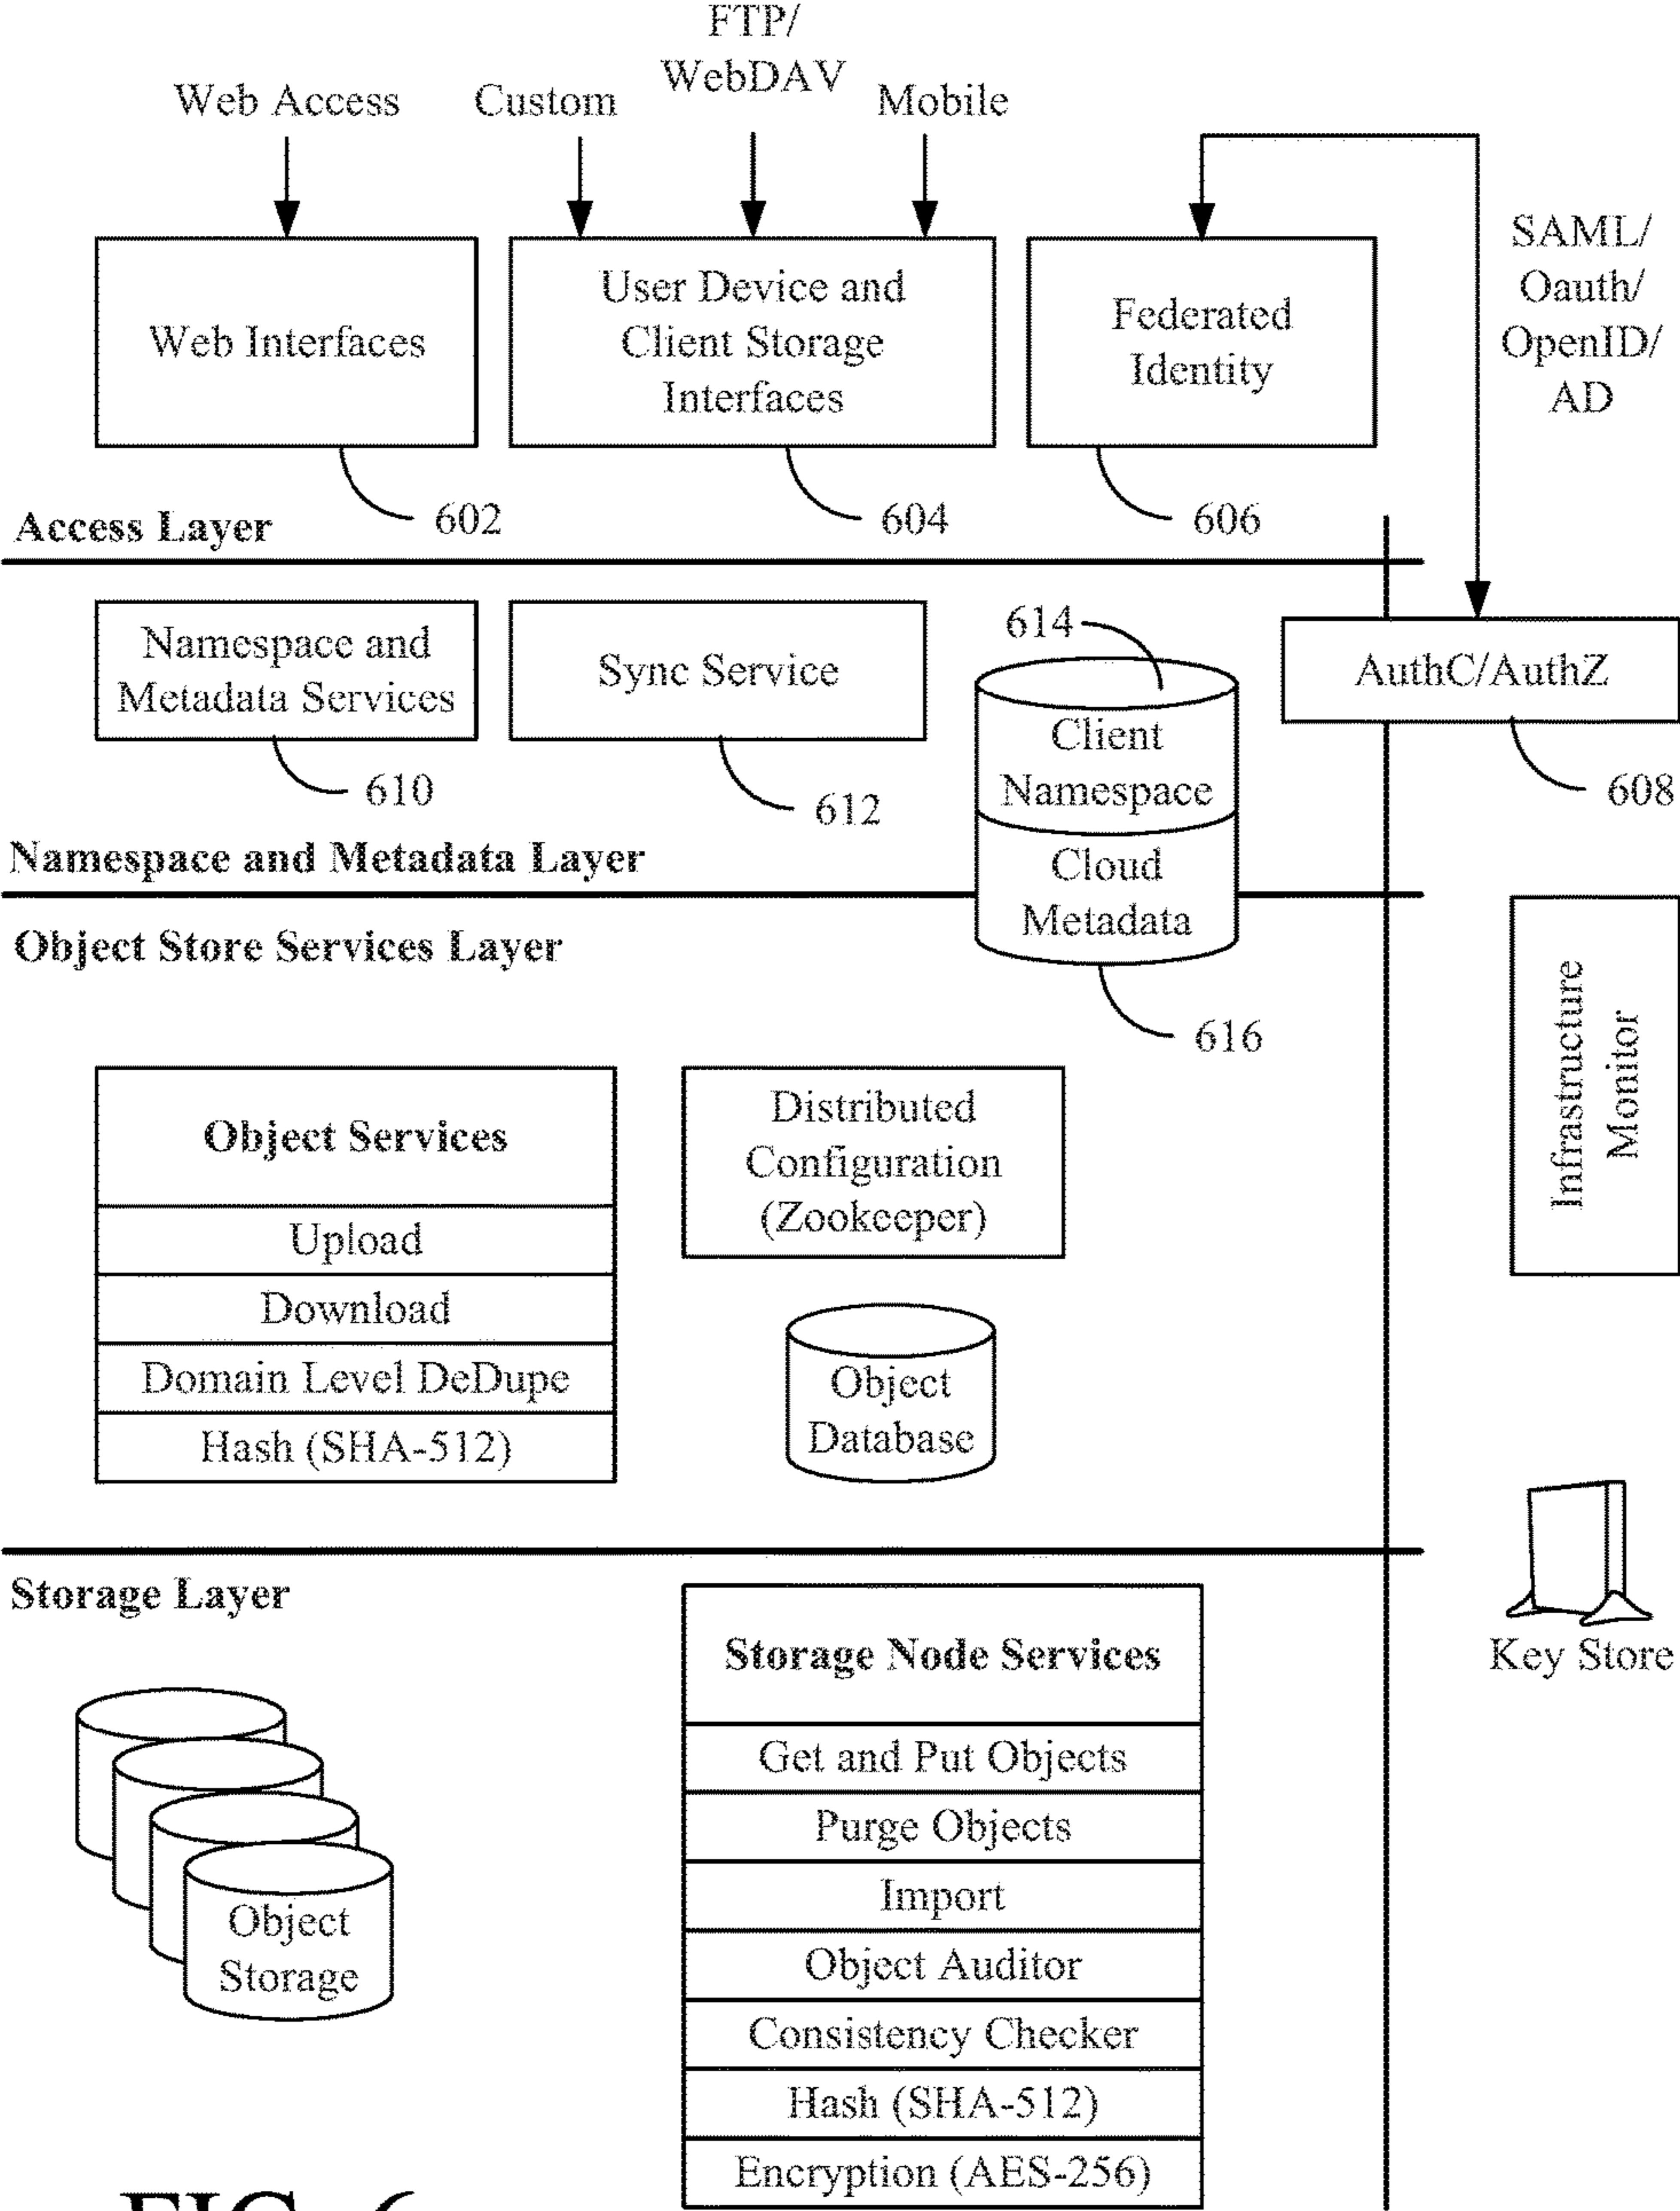 FTP/
WebDAV
Web Access
Custom
Mobile
SAML/
Oauth/
OpenID/
AD
Web Interfaces
User Device and
Client Storage
Interfaces
Federated
Identity
602
604
606
Access Layer
Namespace and
Metadata Services
Sync Service
614
AuthC/AuthZ
Client
Namespace
610
612
608
Namespace and Metadata Layer
Cloud
Metadata
Object Store Services Layer
616
Infrastructure
Monitor
Object Services
Upload
Download
Domain Level DeDupe
Hash (SHA-512)
Distributed
Configuration
(Zookeeper)
Object
Database
Storage Layer
Key Store
Object
Storage
Storage Node Services
Get and Put Objects
Purge Objects
Import
Object Auditor
Consistency Checker
Hash (SHA-512)
Encryption (AES-256)
FIG. 6